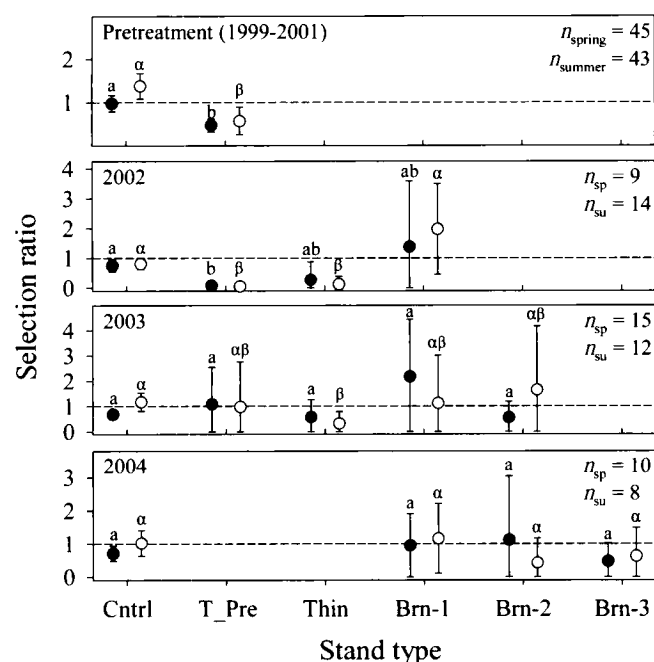 Pretreatment (1999-2001)
n_spring = 45
n_summer = 43
a α b β
2
1
2002
n_sp = 9
n_su = 14
a α b β ab β ab α
4
3
2
1
0
2003
n_sp = 15
n_su = 12
a α a αβ a β a αβ a αβ
4
3
2
1
0
2004
n_sp = 10
n_su = 8
a α a α a α a α
3
2
1
0
Selection ratio
Cntrl T_Pre Thin Brn-1 Brn-2 Brn-3
Stand type